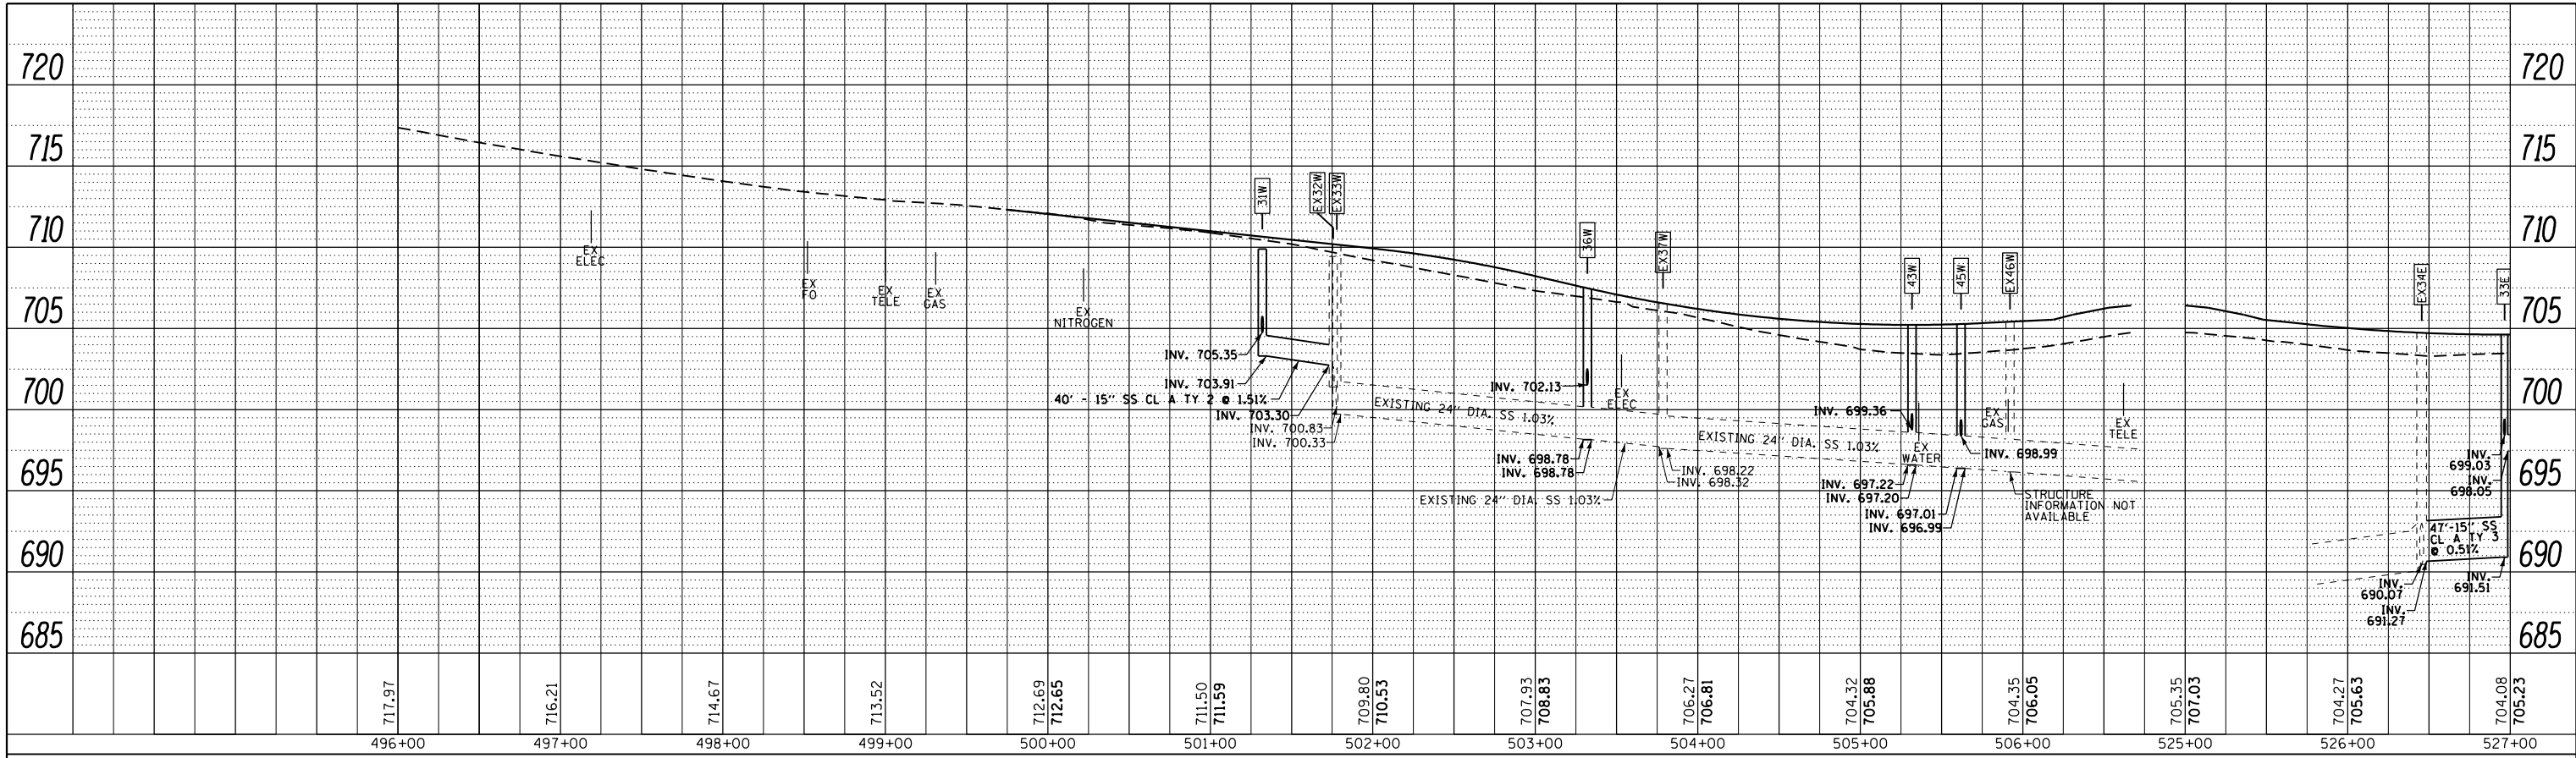 720
720
715
715
710
710
705
705
700
700
695
695
690
690
685
685
31W
EX32W
EX33W
36W
EX37W
43W
45W
EX46W
EX34E
33E
EX
ELEC
EX
FO
EX
TELE
EX
GAS
EX
NITROGEN
INV. 705.35
INV. 703.91
40' - 15" SS CL A TY 2 @ 1.51%
INV. 703.30
INV. 700.83
INV. 700.33
EXISTING 24" DIA. SS 1.03%
INV. 702.13
EX
ELEC
INV. 698.78
INV. 698.78
EXISTING 24" DIA. SS 1.03%
INV. 698.22
INV. 698.32
EXISTING 24" DIA. SS 1.03%
INV. 699.36
EX
WATER
INV. 697.22
INV. 697.20
INV. 698.99
INV. 697.01
INV. 696.99
EX
GAS
STRUCTURE
INFORMATION NOT
AVAILABLE
EX
TELE
INV.
699.03
INV.
698.05
47'-15" SS
CL A TY 3
@ 0.51%
INV.
690.07
INV.
691.27
INV.
691.51
717.97
716.21
714.67
713.52
712.69
712.65
711.50
711.59
709.80
710.53
707.93
708.83
706.27
706.81
704.32
705.88
704.35
706.05
705.35
707.03
704.27
705.63
704.08
705.23
496+00
497+00
498+00
499+00
500+00
501+00
502+00
503+00
504+00
505+00
506+00
525+00
526+00
527+00